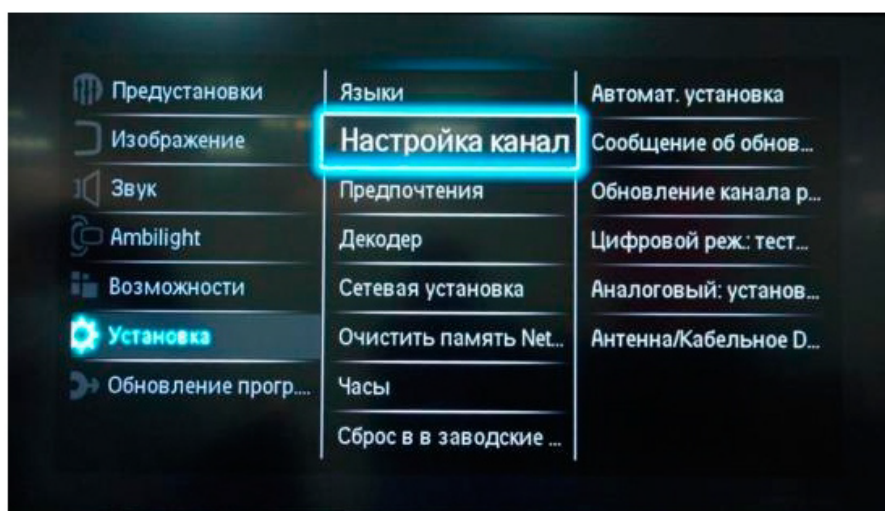 Предустановки
Изображение
Звук
Ambilight
Возможности
Установка
Обновление прогр....
Языки
Настройка канал
Предпочтения
Декодер
Сетевая установка
Очистить память Net...
Часы
Сброс в в заводские ...
Автомат. установка
Сообщение об обнов...
Обновление канала р...
Цифровой реж.: тест...
Аналоговый: установ...
Антенна/Кабельное D...